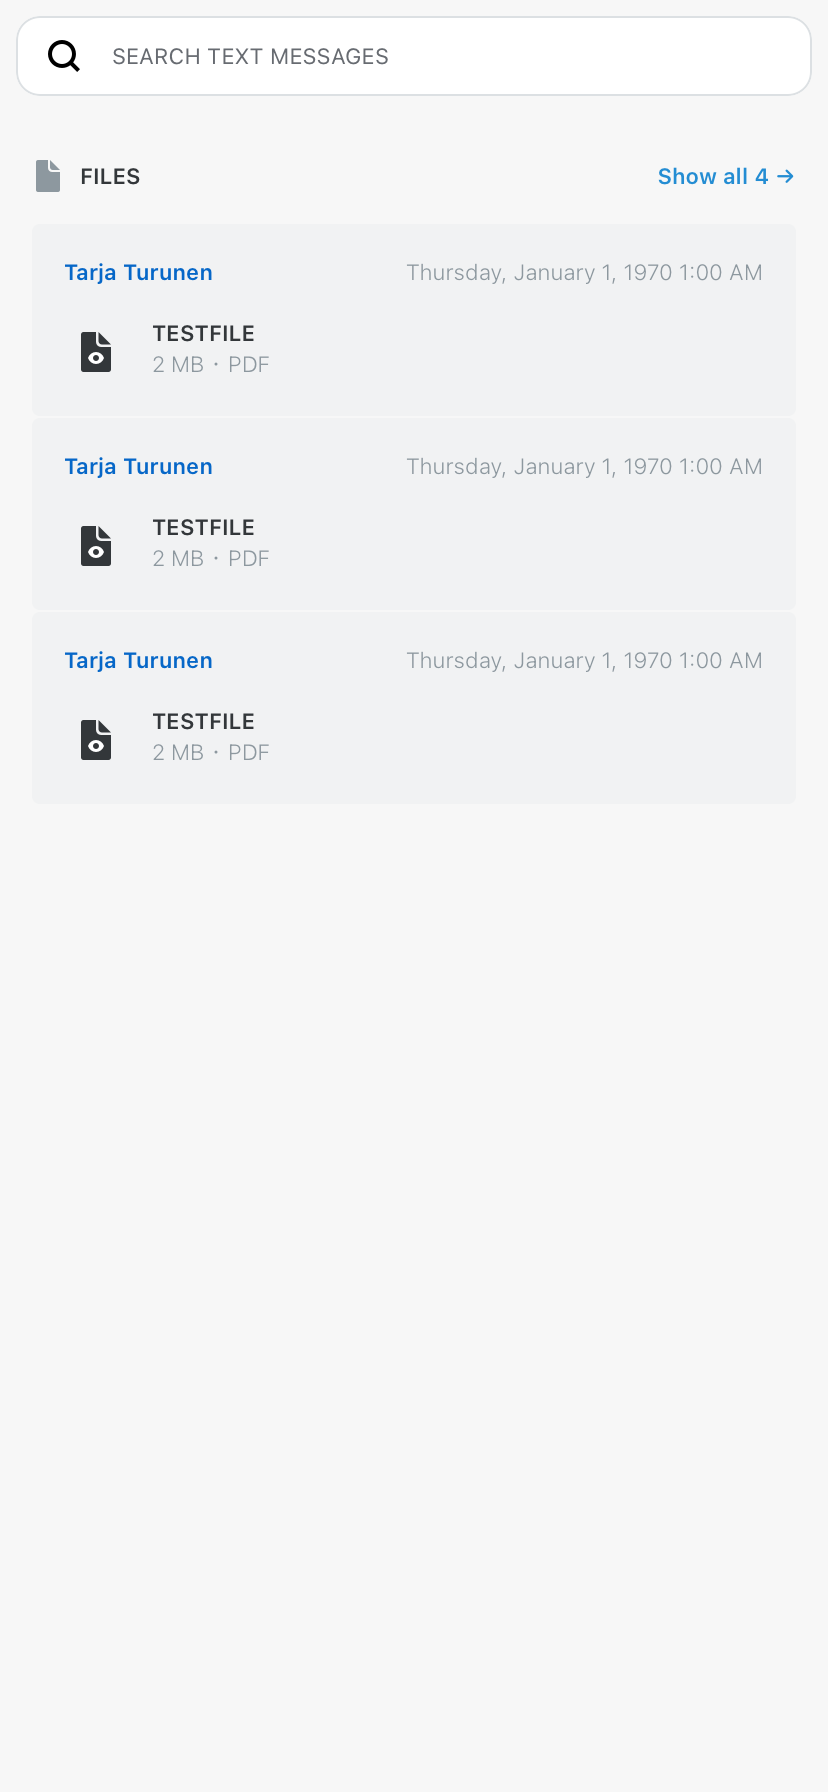 SEARCH TEXT MESSAGES
FILES
Show all 4 →
Tarja Turunen
Thursday, January 1, 1970 1:00 AM
TESTFILE
2 MB · PDF
Tarja Turunen
Thursday, January 1, 1970 1:00 AM
TESTFILE
2 MB · PDF
Tarja Turunen
Thursday, January 1, 1970 1:00 AM
TESTFILE
2 MB · PDF